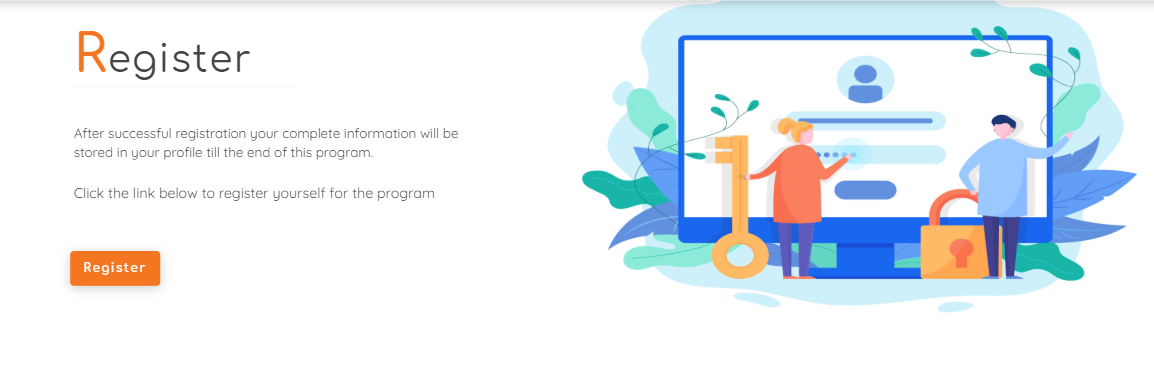 Register
After successful registration your complete information will be
stored in your profile till the end of this program.
Click the link below to register yourself for the program
Register